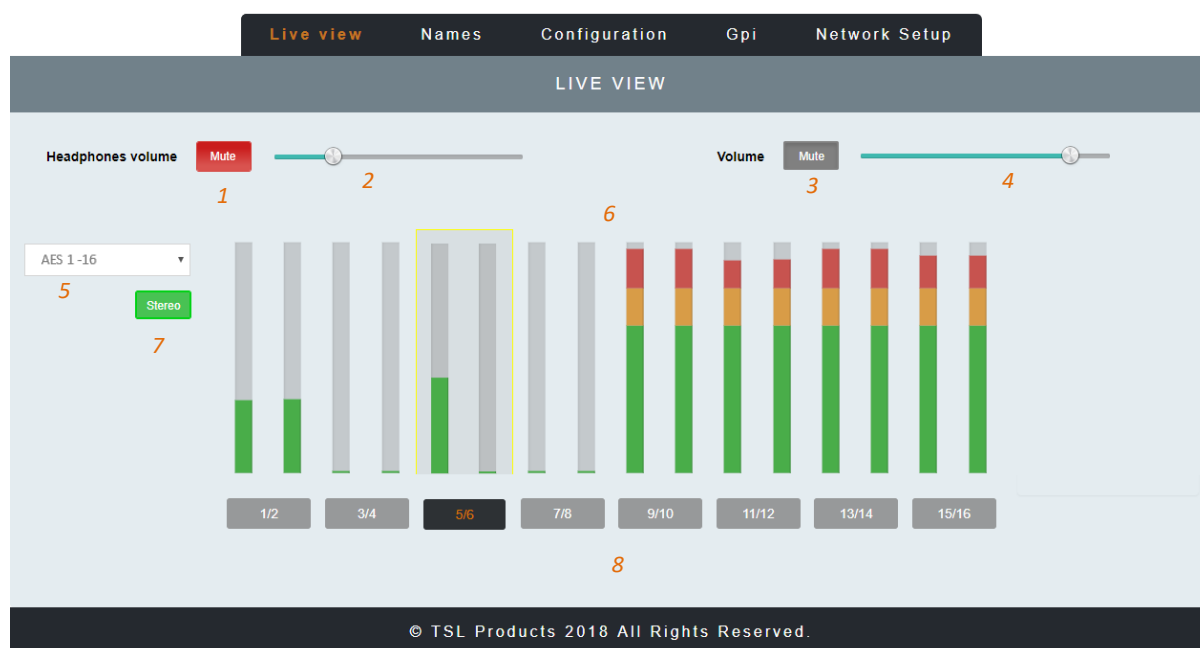 Live view Names Configuration Gpi Network Setup
LIVE VIEW
Headphones volume Mute Volume Mute
1 2 3 4
6
AES 1 -16
5
Stereo
7
1/2 3/4 5/6 7/8 9/10 11/12 13/14 15/16
8
© TSL Products 2018 All Rights Reserved.